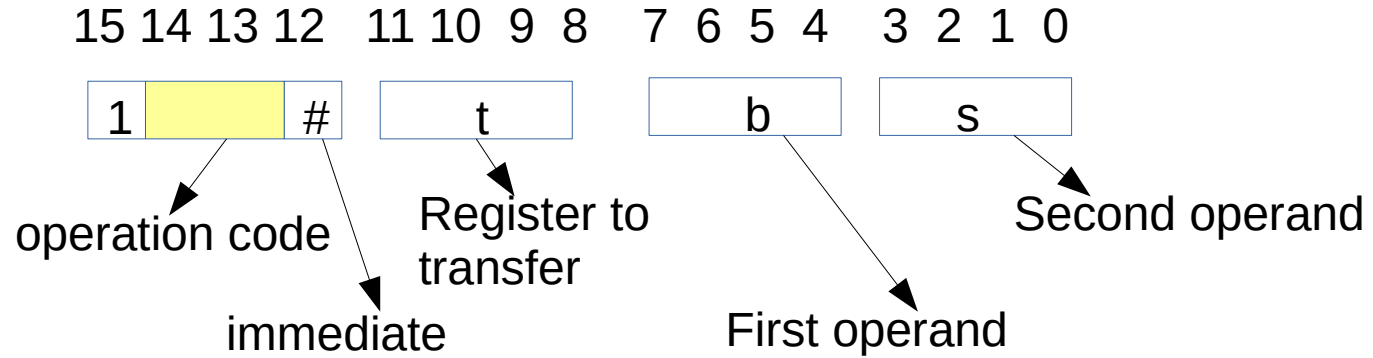 15 14 13 12 11 10 9 8 7 6 5 4 3 2 1 0
1 # t b s
operation code
Register to
transfer
Second operand
immediate
First operand